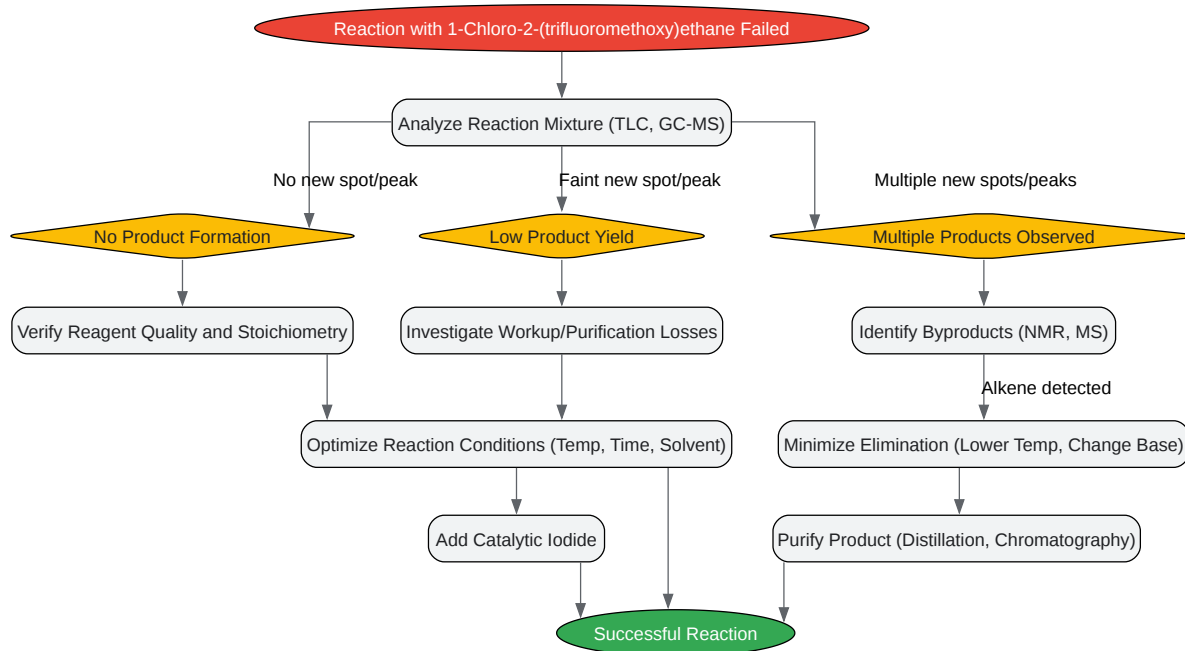 Reaction with 1-Chloro-2-(trifluoromethoxy)ethane Failed
Analyze Reaction Mixture (TLC, GC-MS)
No new spot/peak
Faint new spot/peak
Multiple new spots/peaks
No Product Formation
Low Product Yield
Multiple Products Observed
Verify Reagent Quality and Stoichiometry
Investigate Workup/Purification Losses
Identify Byproducts (NMR, MS)
Alkene detected
Optimize Reaction Conditions (Temp, Time, Solvent)
Minimize Elimination (Lower Temp, Change Base)
Add Catalytic Iodide
Purify Product (Distillation, Chromatography)
Successful Reaction